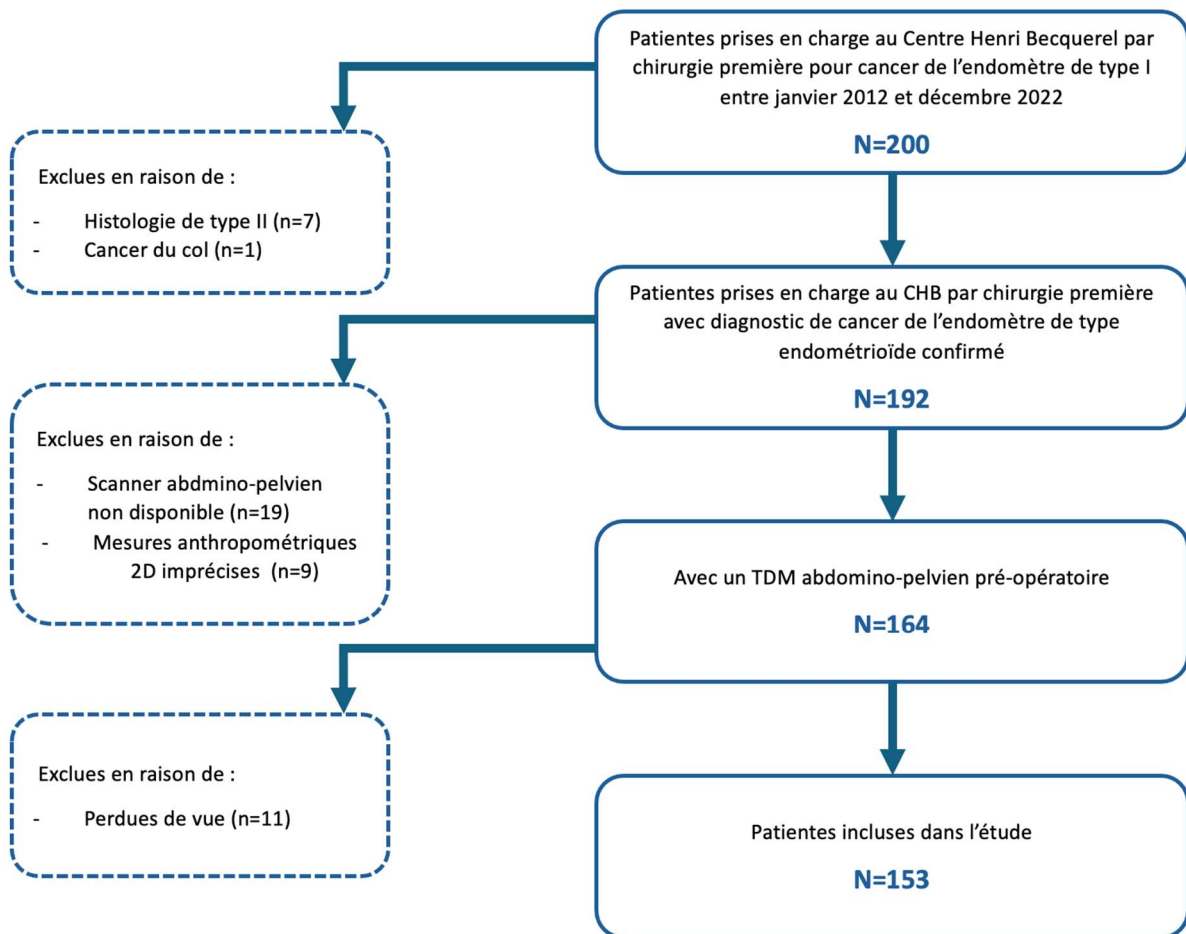 Patientes prises en charge au Centre Henri Becquerel par
chirurgie première pour cancer de l’endomètre de type I
entre janvier 2012 et décembre 2022
N=200
Exclues en raison de :
- Histologie de type II (n=7)
- Cancer du col (n=1)
Patientes prises en charge au CHB par chirurgie première
avec diagnostic de cancer de l’endomètre de type
endométrioïde confirmé
N=192
Exclues en raison de :
- Scanner abdmino-pelvien
non disponible (n=19)
- Mesures anthropométriques
2D imprécises (n=9)
Avec un TDM abdomino-pelvien pré-opératoire
N=164
Exclues en raison de :
- Perdues de vue (n=11)
Patientes incluses dans l’étude
N=153